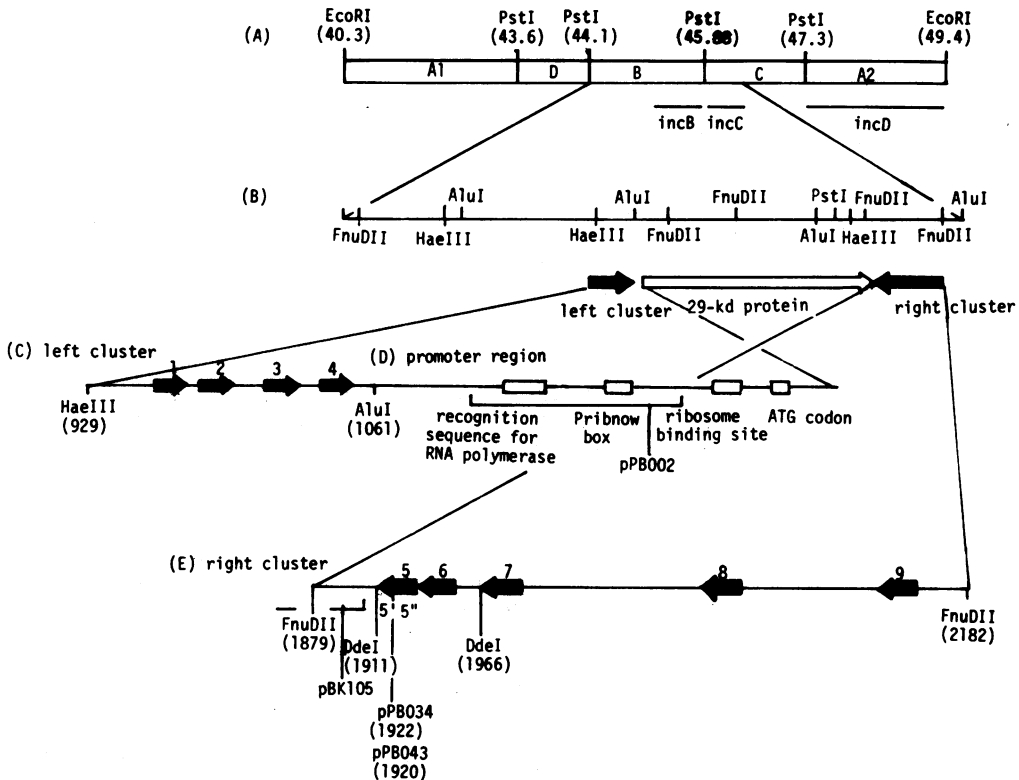 EcoRI PstI PstI PstI PstI EcoRI
(A) (40.3) (43.6) (44.1) (45.88) (47.3) (49.4)
A1 D B C A2
incB incC incD
(B)
AluI AluI FnuDII PstI FnuDII AluI
FnuDII HaeIII HaeIII FnuDII AluI HaeIII FnuDII
left cluster 29-kd protein right cluster
(C) left cluster (D) promoter region
1 2 3 4
HaeIII AluI recognition Pribnow ribosome ATG codon
(929) (1061) sequence for box binding site
RNA polymerase pPB002
(E) right cluster
5 6 7 8 9
5' 5"
FnuDII FnuDII
(1879) DdeI DdeI (2182)
(1911) (1966)
pBK105
pPB034
(1922)
pPB043
(1920)